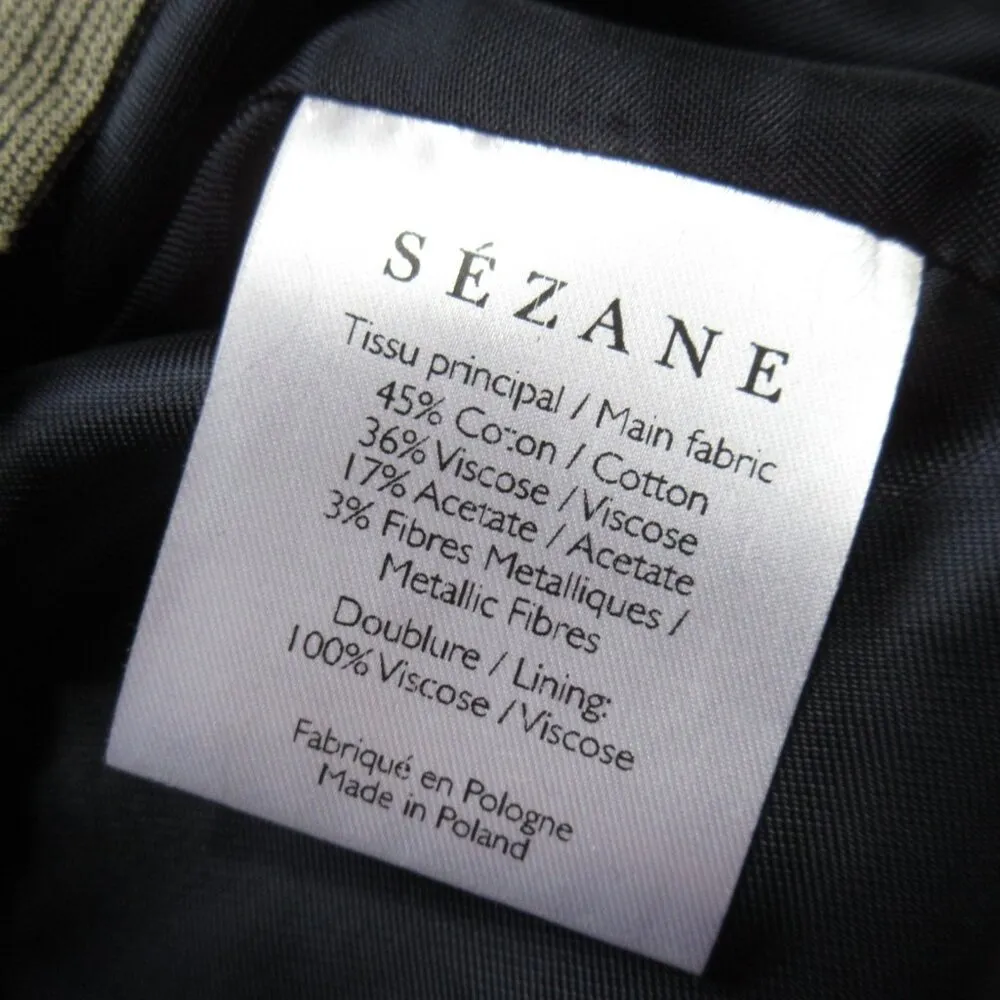 SÉZANE
Tissu principal / Main fabric
45% Coton / Cotton
36% Viscose / Viscose
17% Acetate / Acetate
3% Fibres Metalliques /
Metallic Fibres
Doublure / Lining:
100% Viscose / Viscose
Fabriqué en Pologne
Made in Poland